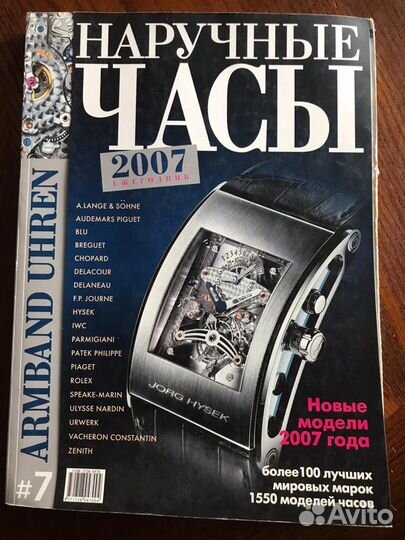 НАРУЧНЫЕ
ЧАСЫ
2007
ЕЖЕГОДНИК
ARMBAND UHREN
#7
A.LANGE & SÖHNE
AUDEMARS PIGUET
BLU
BREGUET
CHOPARD
DELACOUR
DELANEAU
F.P. JOURNE
HYSEK
IWC
PARMIGIANI
PATEK PHILIPPE
PIAGET
ROLEX
SPEAKE-MARIN
ULYSSE NARDIN
URWERK
VACHERON CONSTANTIN
ZENITH
JORG HYSEK
Новые
модели
2007 года
более100 лучших
мировых марок
1550 моделей часов
Avito